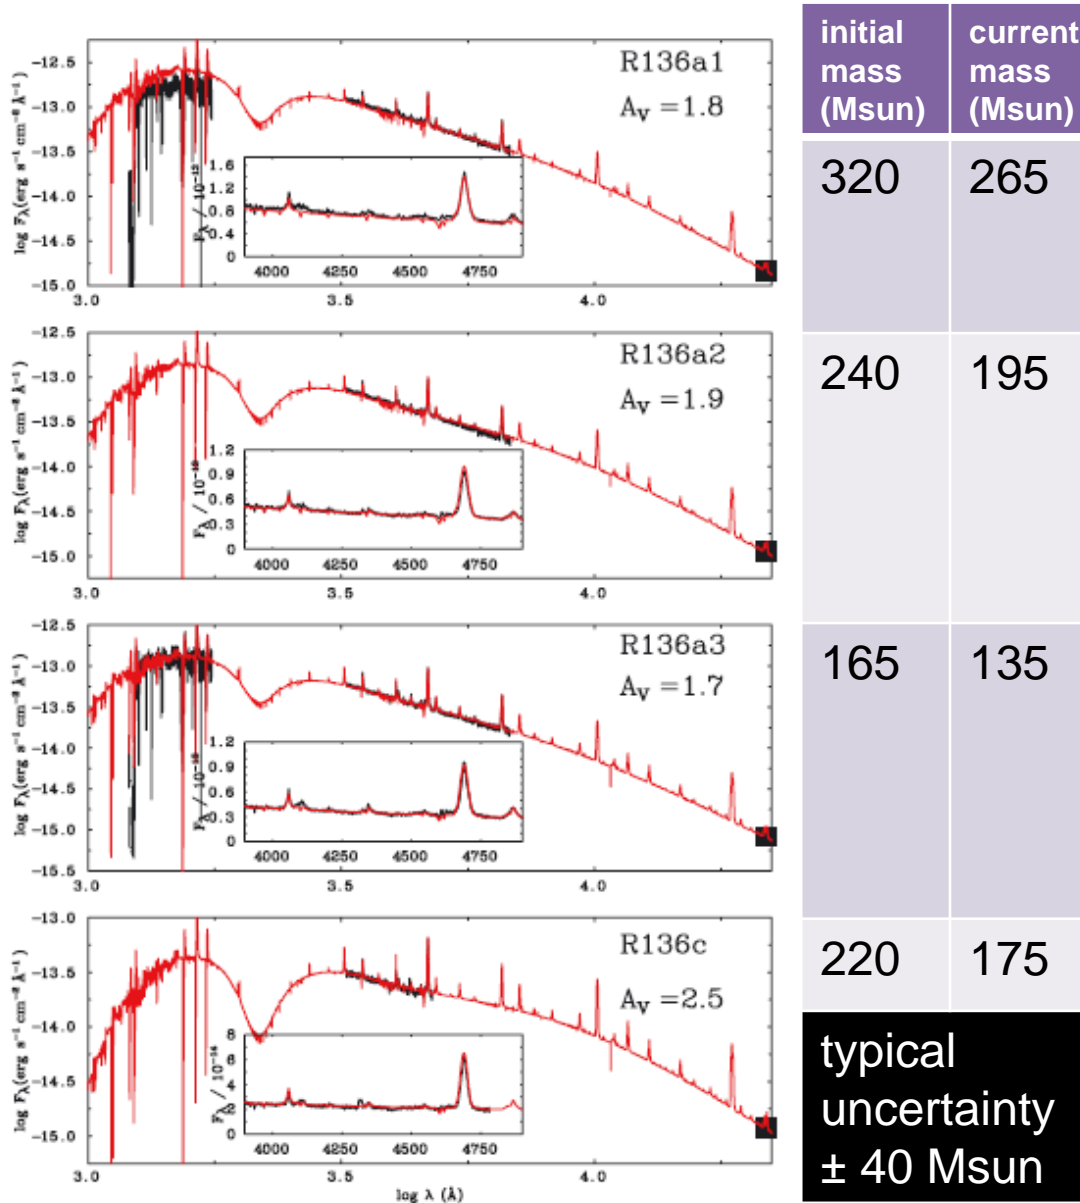 initial mass (Msun)
current mass (Msun)
R136a1
A_V =1.8
log F_λ(erg s⁻¹ cm⁻² Å⁻¹)
−12.5
−13.0
−13.5
−14.0
−14.5
−15.0
1.6
1.2
0.8
0.4
0
4000 4250 4500 4750
3.0 3.5 4.0
320 265
R136a2
A_V =1.9
log F_λ(erg s⁻¹ cm⁻² Å⁻¹)
−12.5
−13.0
−13.5
−14.0
−14.5
−15.0
1.2
0.9
0.6
0.3
0
4000 4250 4500 4750
3.0 3.5 4.0
240 195
R136a3
A_V =1.7
log F_λ(erg s⁻¹ cm⁻² Å⁻¹)
−12.5
−13.0
−13.5
−14.0
−14.5
−15.0
−15.5
1.2
0.9
0.6
0.3
0
4000 4250 4500 4750
3.0 3.5 4.0
165 135
R136c
A_V =2.5
log F_λ(erg s⁻¹ cm⁻² Å⁻¹)
−13.0
−13.5
−14.0
−14.5
−15.0
F_λ / 10⁻¹⁴
8
6
4
2
0
4000 4250 4500 4750
3.0 3.5 4.0
log λ (Å)
220 175
typical
uncertainty
± 40 Msun